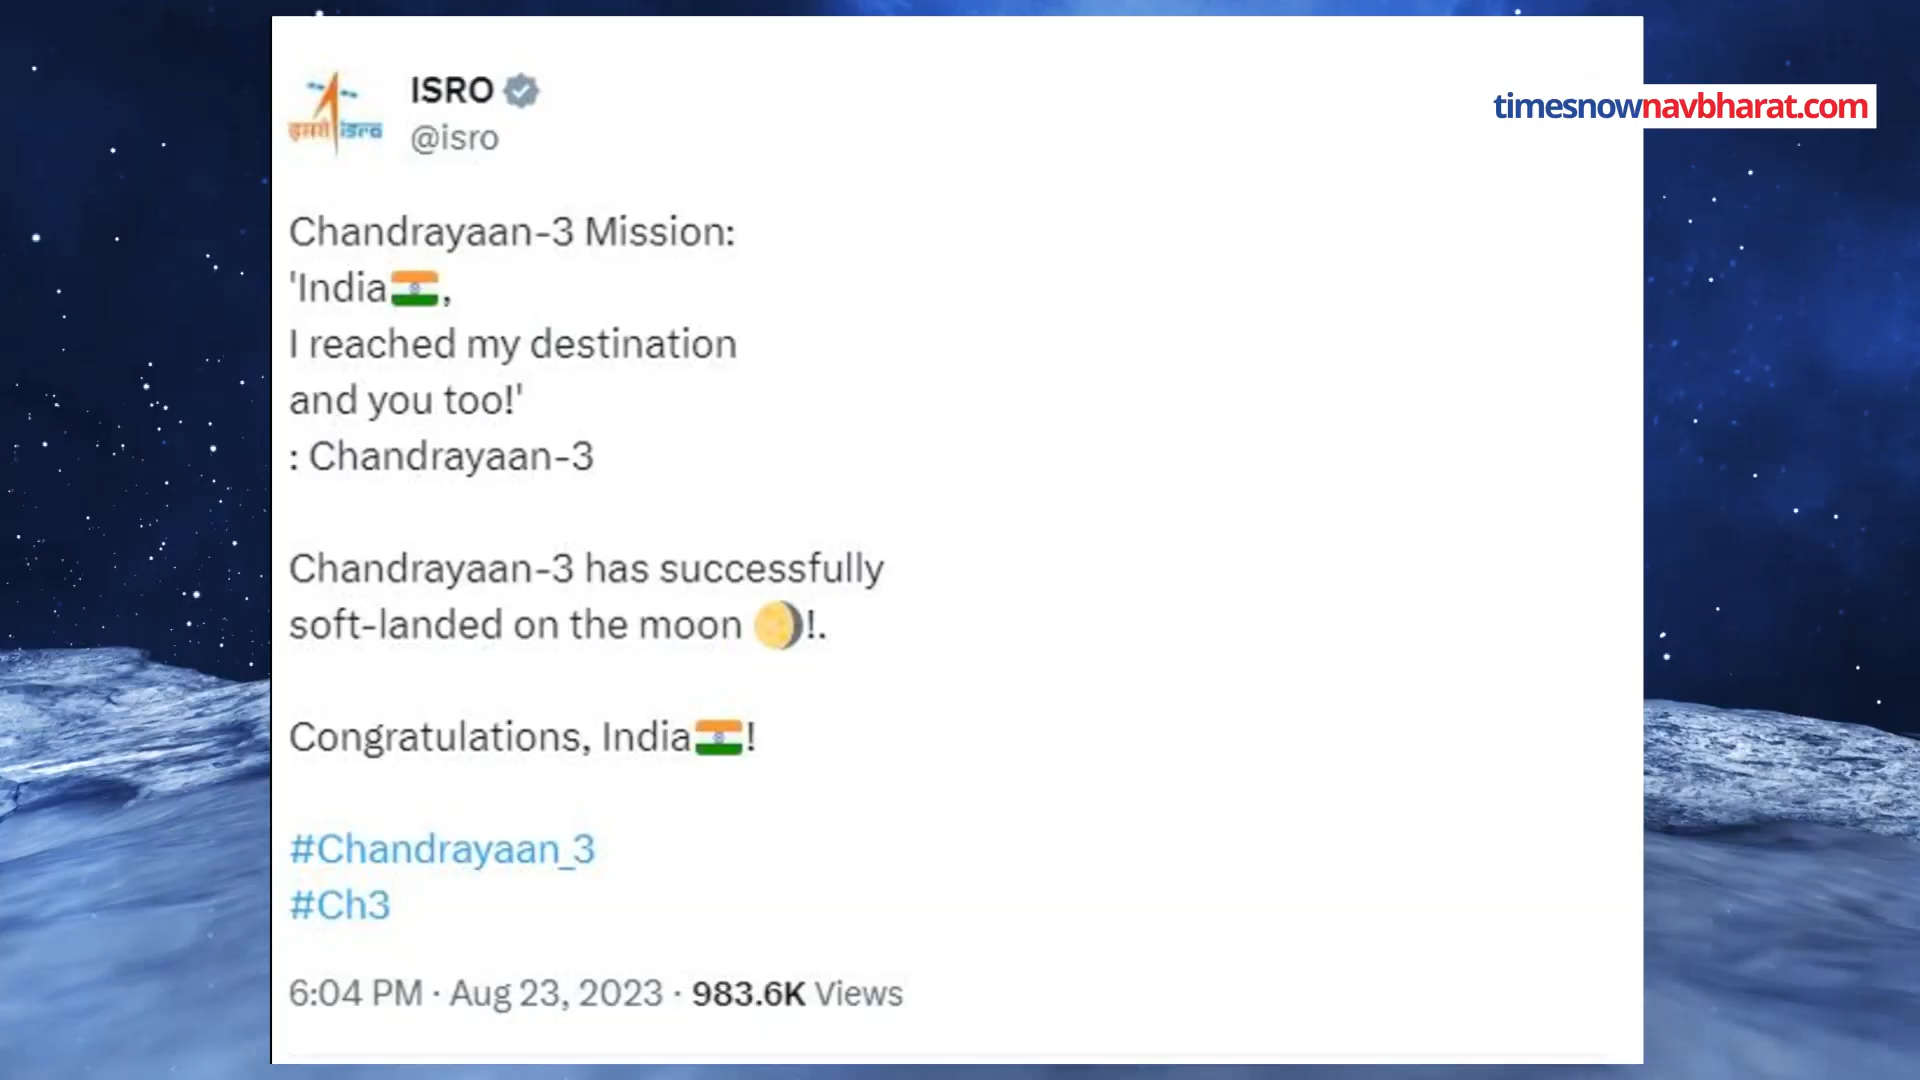 ISRO
@isro
इसरो isro
timesnownavbharat.com
Chandrayaan-3 Mission:
'India🇮🇳,
I reached my destination
and you too!'
: Chandrayaan-3
Chandrayaan-3 has successfully
soft-landed on the moon 🌖!.
Congratulations, India🇮🇳!
#Chandrayaan_3
#Ch3
6:04 PM · Aug 23, 2023 · 983.6K Views